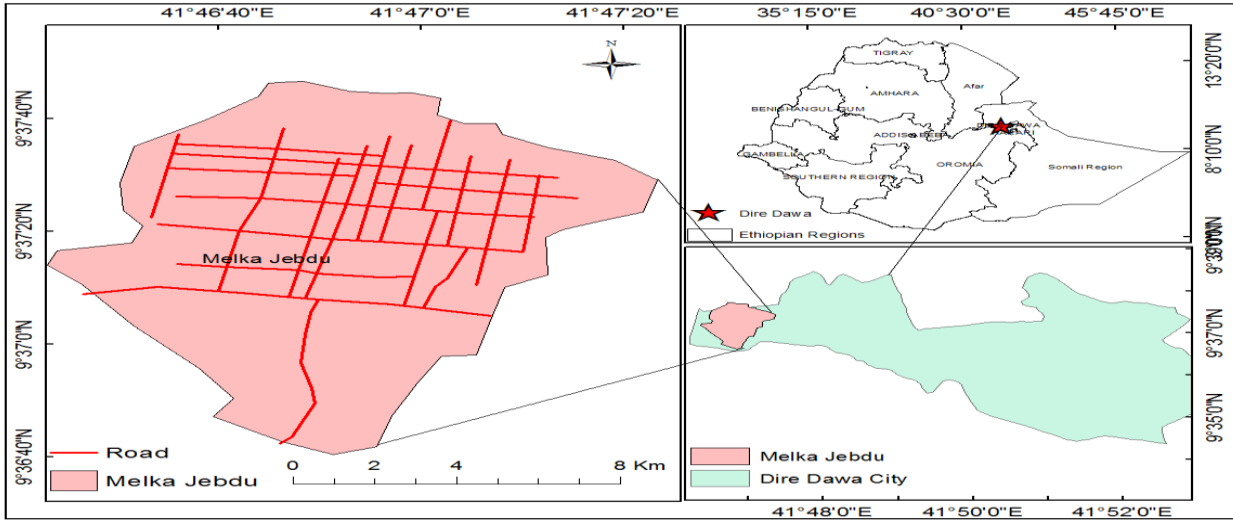 41°46'40"E 41°47'0"E 41°47'20"E
N
9°37'40"N
9°37'20"N
9°37'0"N
9°36'40"N
Melka Jebdu
Road
Melka Jebdu
0 2 4 8 Km
35°15'0"E 40°30'0"E 45°45'0"E
13°20'0"N
8°10'0"N
TIGRAY
Afar
AMHARA
BENISHANGUL-GUM
ADDIS ABEBA
GAMBELLA
OROMIA
Somali Region
SOUTHERN REGION
Dire Dawa
Ethiopian Regions
9°37'0"N
9°35'0"N
Melka Jebdu
Dire Dawa City
41°48'0"E 41°50'0"E 41°52'0"E